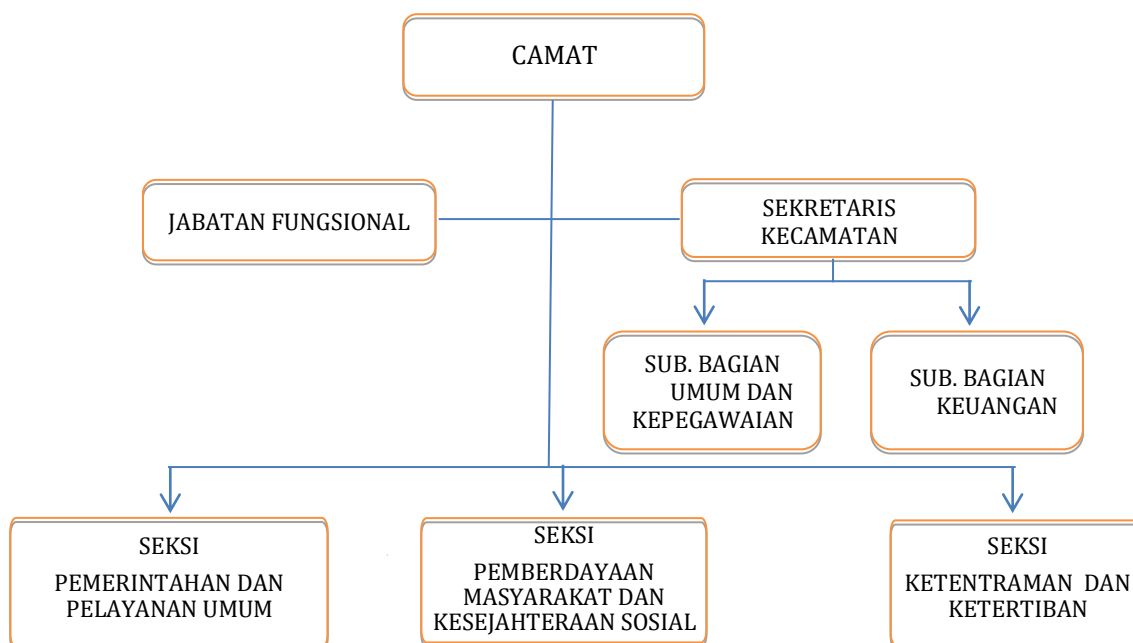 CAMAT
JABATAN FUNGSIONAL
SEKRETARIS
KECAMATAN
SUB. BAGIAN
UMUM DAN
KEPEGAWAIAN
SUB. BAGIAN
KEUANGAN
SEKSI
PEMERINTAHAN DAN
PELAYANAN UMUM
SEKSI
PEMBERDAYAAN
MASYARAKAT DAN
KESEJAHTERAAN SOSIAL
SEKSI
KETENTRAMAN DAN
KETERTIBAN